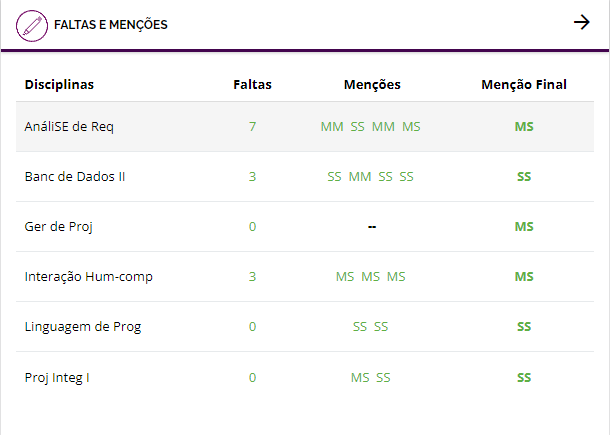 FALTAS E MENÇÕES
Disciplinas Faltas Menções Menção Final
AnáliSE de Req 7 MM SS MM MS MS
Banc de Dados II 3 SS MM SS SS SS
Ger de Proj 0 -- MS
Interação Hum-comp 3 MS MS MS MS
Linguagem de Prog 0 SS SS SS
Proj Integ I 0 MS SS SS